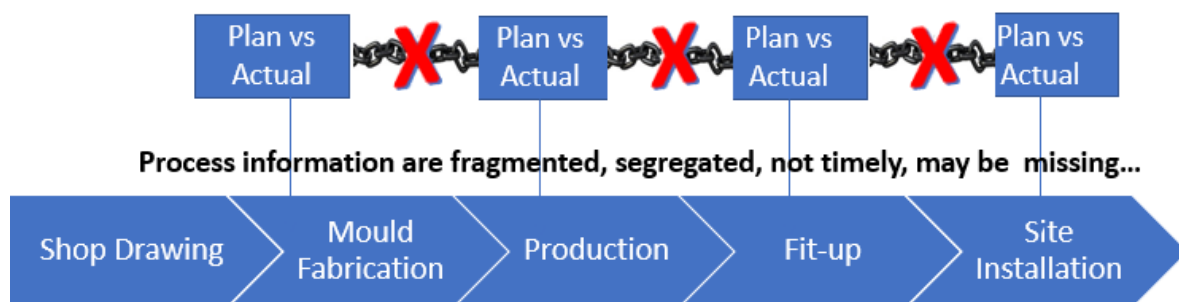 Plan vs
Actual
Plan vs
Actual
Plan vs
Actual
Plan vs
Actual
Process information are fragmented, segregated, not timely, may be missing...
Shop Drawing
Mould
Fabrication
Production
Fit-up
Site
Installation